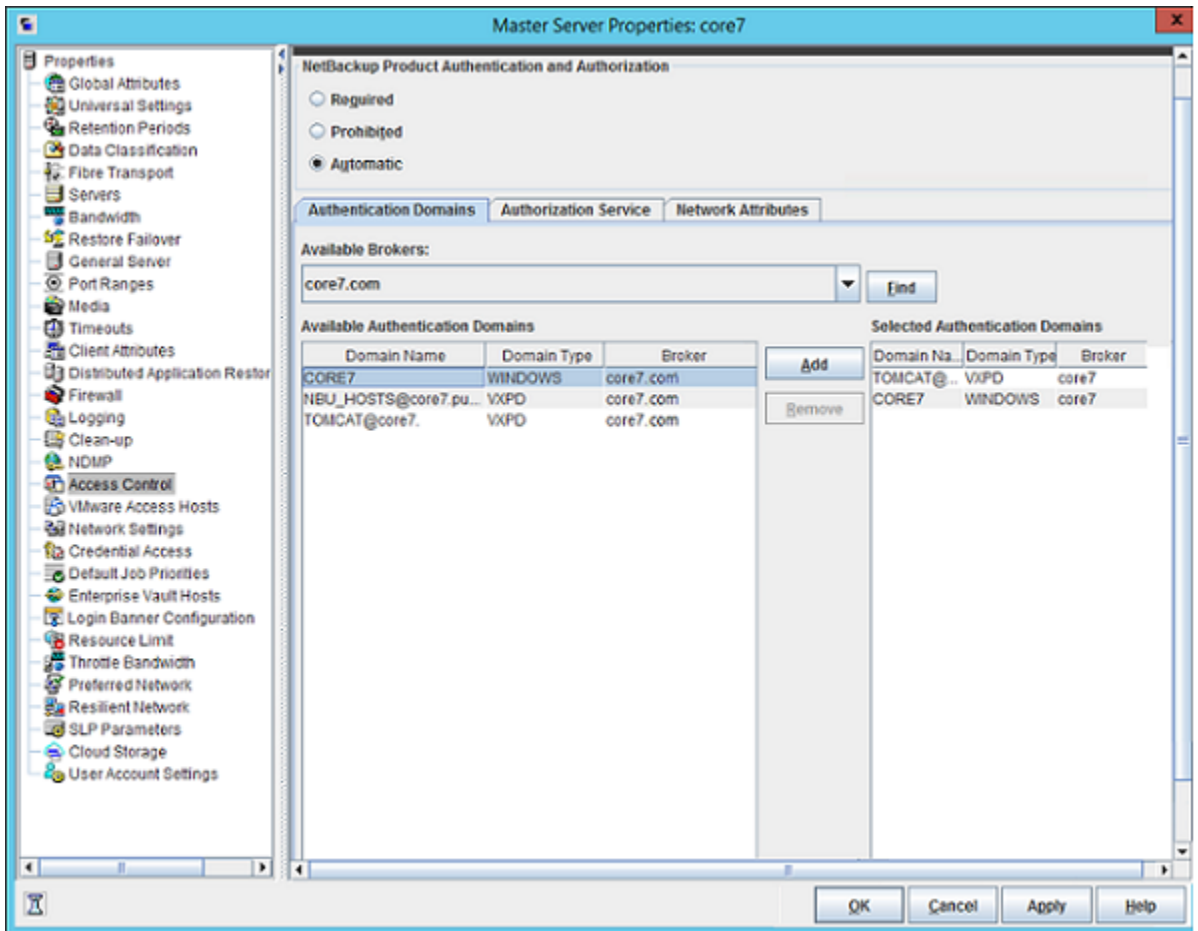 Master Server Properties: core7
x
Properties
Global Attributes
Universal Settings
Retention Periods
Data Classification
Fibre Transport
Servers
Bandwidth
Restore Failover
General Server
Port Ranges
Media
Timeouts
Client Attributes
Distributed Application Restor
Firewall
Logging
Clean-up
NDMP
Access Control
VMware Access Hosts
Network Settings
Credential Access
Default Job Priorities
Enterprise Vault Hosts
Login Banner Configuration
Resource Limit
Throttle Bandwidth
Preferred Network
Resilient Network
SLP Parameters
Cloud Storage
User Account Settings
NetBackup Product Authentication and Authorization
Required
Prohibited
Automatic
Authentication Domains Authorization Service Network Attributes
Available Brokers:
core7.com Find
Available Authentication Domains
Domain Name Domain Type Broker
CORE7 WINDOWS core7.com
NBU_HOSTS@core7.pu... VXPD core7.com
TOMCAT@core7. VXPD core7.com
Add
Remove
Selected Authentication Domains
Domain Na... Domain Type Broker
TOMCAT@... VXPD core7
CORE7 WINDOWS core7
OK Cancel Apply Help